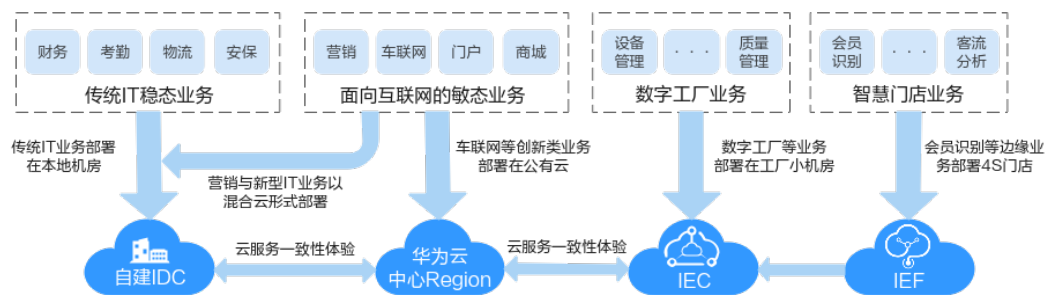 财务
考勤
物流
安保
传统IT稳态业务
营销
车联网
门户
商城
面向互联网的敏态业务
设备
管理
· · ·
质量
管理
数字工厂业务
会员
识别
· · ·
客流
分析
智慧门店业务
传统IT业务部署
在本地机房
营销与新型IT业务以
混合云形式部署
车联网等创新类业务
部署在公有云
数字工厂等业务
部署在工厂小机房
会员识别等边缘业
务部署4S门店
自建IDC
云服务一致性体验
华为云
中心Region
云服务一致性体验
IEC
IEF